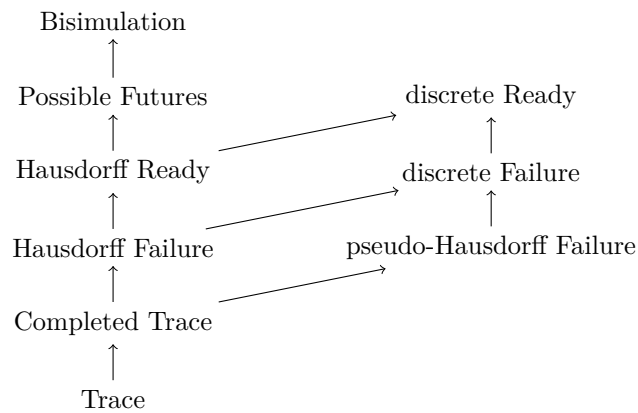 Bisimulation
Possible Futures
discrete Ready
Hausdorff Ready
discrete Failure
Hausdorff Failure
pseudo-Hausdorff Failure
Completed Trace
Trace